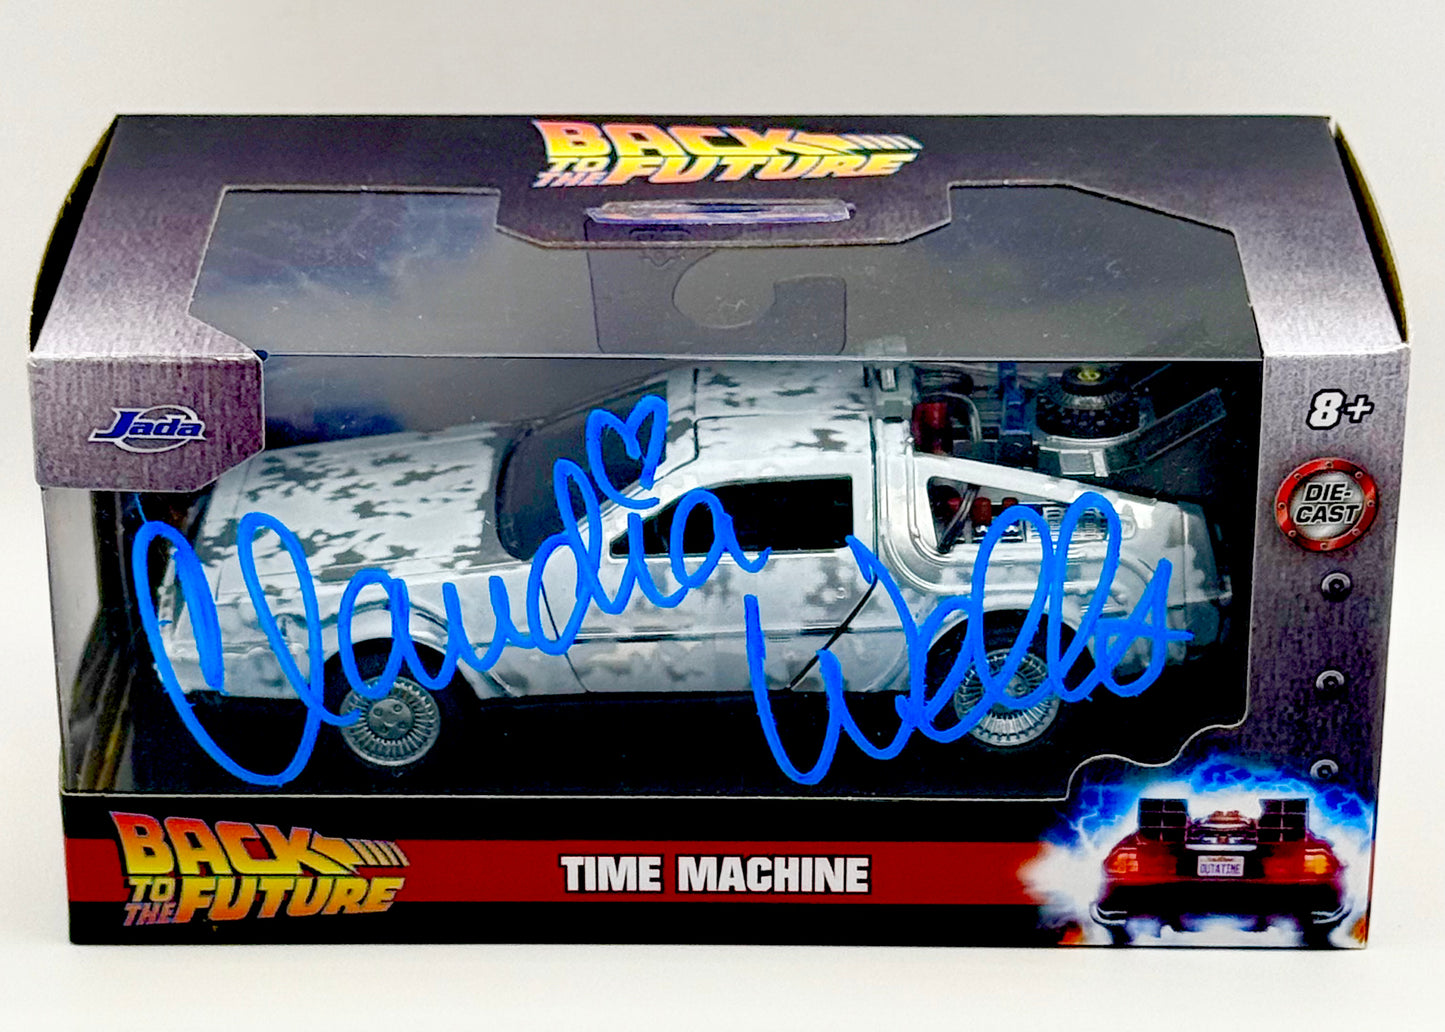 BACK
TO THE FUTURE
Jada
8+
DIE-
CAST
Claudia
Wells
BACK
TO THE FUTURE
TIME MACHINE
OUTATIME